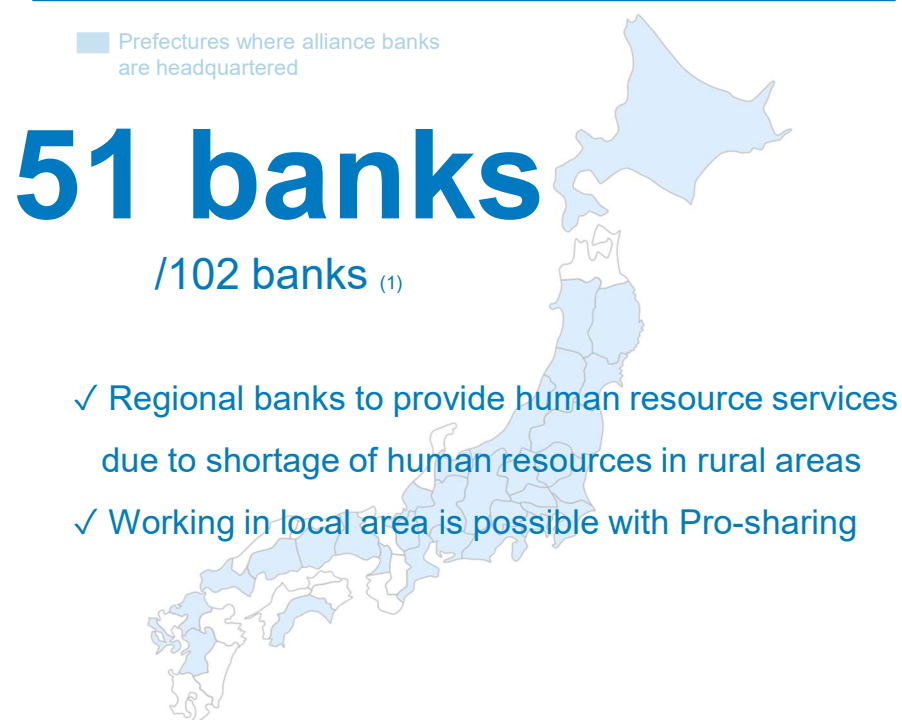 Prefectures where alliance banks
are headquartered
51 banks
/102 banks (1)
✓ Regional banks to provide human resource services
due to shortage of human resources in rural areas
✓ Working in local area is possible with Pro-sharing